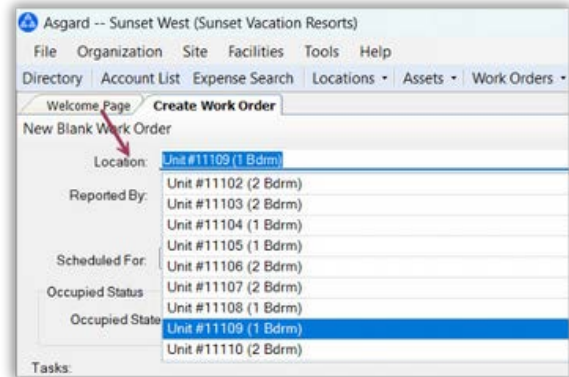 Asgard -- Sunset West (Sunset Vacation Resorts)
File Organization Site Facilities Tools Help
Directory Account List Expense Search Locations Assets Work Orders
Welcome Page Create Work Order
New Blank Work Order
Location: Unit #11109 (1 Bdrm)
Unit #11102 (2 Bdrm)
Reported By: Unit #11103 (2 Bdrm)
Unit #11104 (1 Bdrm)
Unit #11105 (1 Bdrm)
Scheduled For: Unit #11106 (2 Bdrm)
Occupied Status Unit #11107 (2 Bdrm)
Unit #11108 (1 Bdrm)
Occupied State Unit #11109 (1 Bdrm)
Unit #11110 (2 Bdrm)
Tasks: